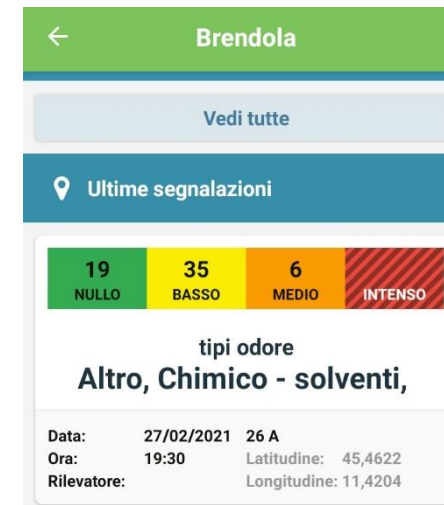 Brendola
Vedi tutte
Ultime segnalazioni
19 35 6
NULLO BASSO MEDIO INTENSO
tipi odore
Altro, Chimico - solventi,
Data: 27/02/2021 26 A
Ora: 19:30 Latitudine: 45,4622
Rilevatore: Longitudine: 11,4204